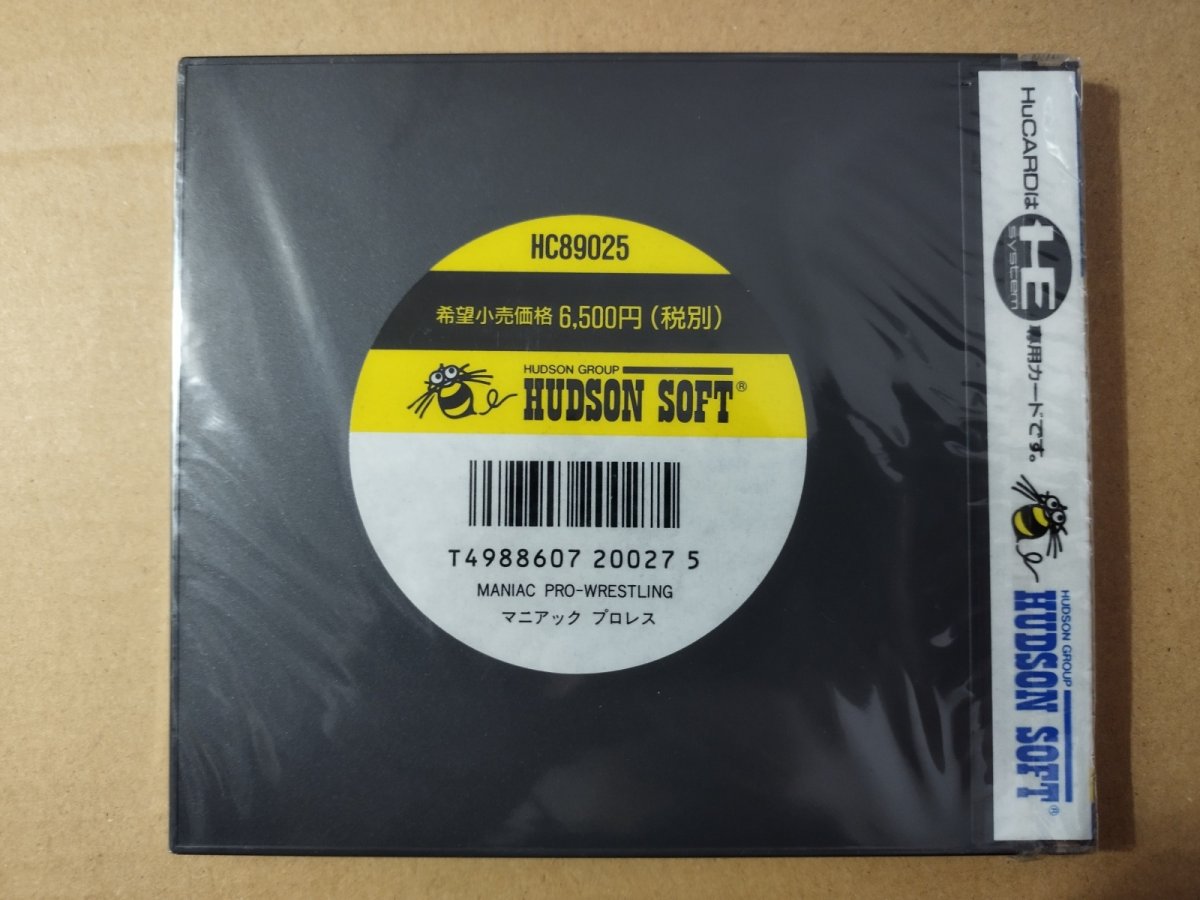 HC89025
希望小売価格 6,500円(税別)
HUDSON GROUP
HUDSON SOFT®
T4988607 20027 5
MANIAC PRO-WRESTLING
マニアック プロレス
HuCARDは HE system 専用カードです。
HUDSON GROUP
HUDSON SOFT®